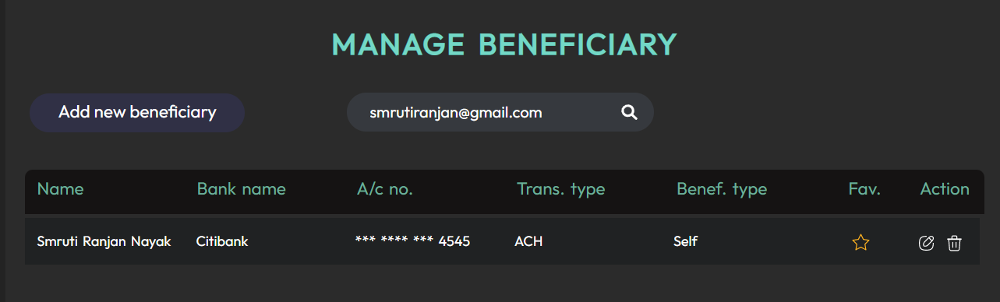 MANAGE BENEFICIARY
Add new beneficiary smrutiranjan@gmail.com
Name Bank name A/c no. Trans. type Benef. type Fav. Action
Smruti Ranjan Nayak Citibank *** **** *** 4545 ACH Self